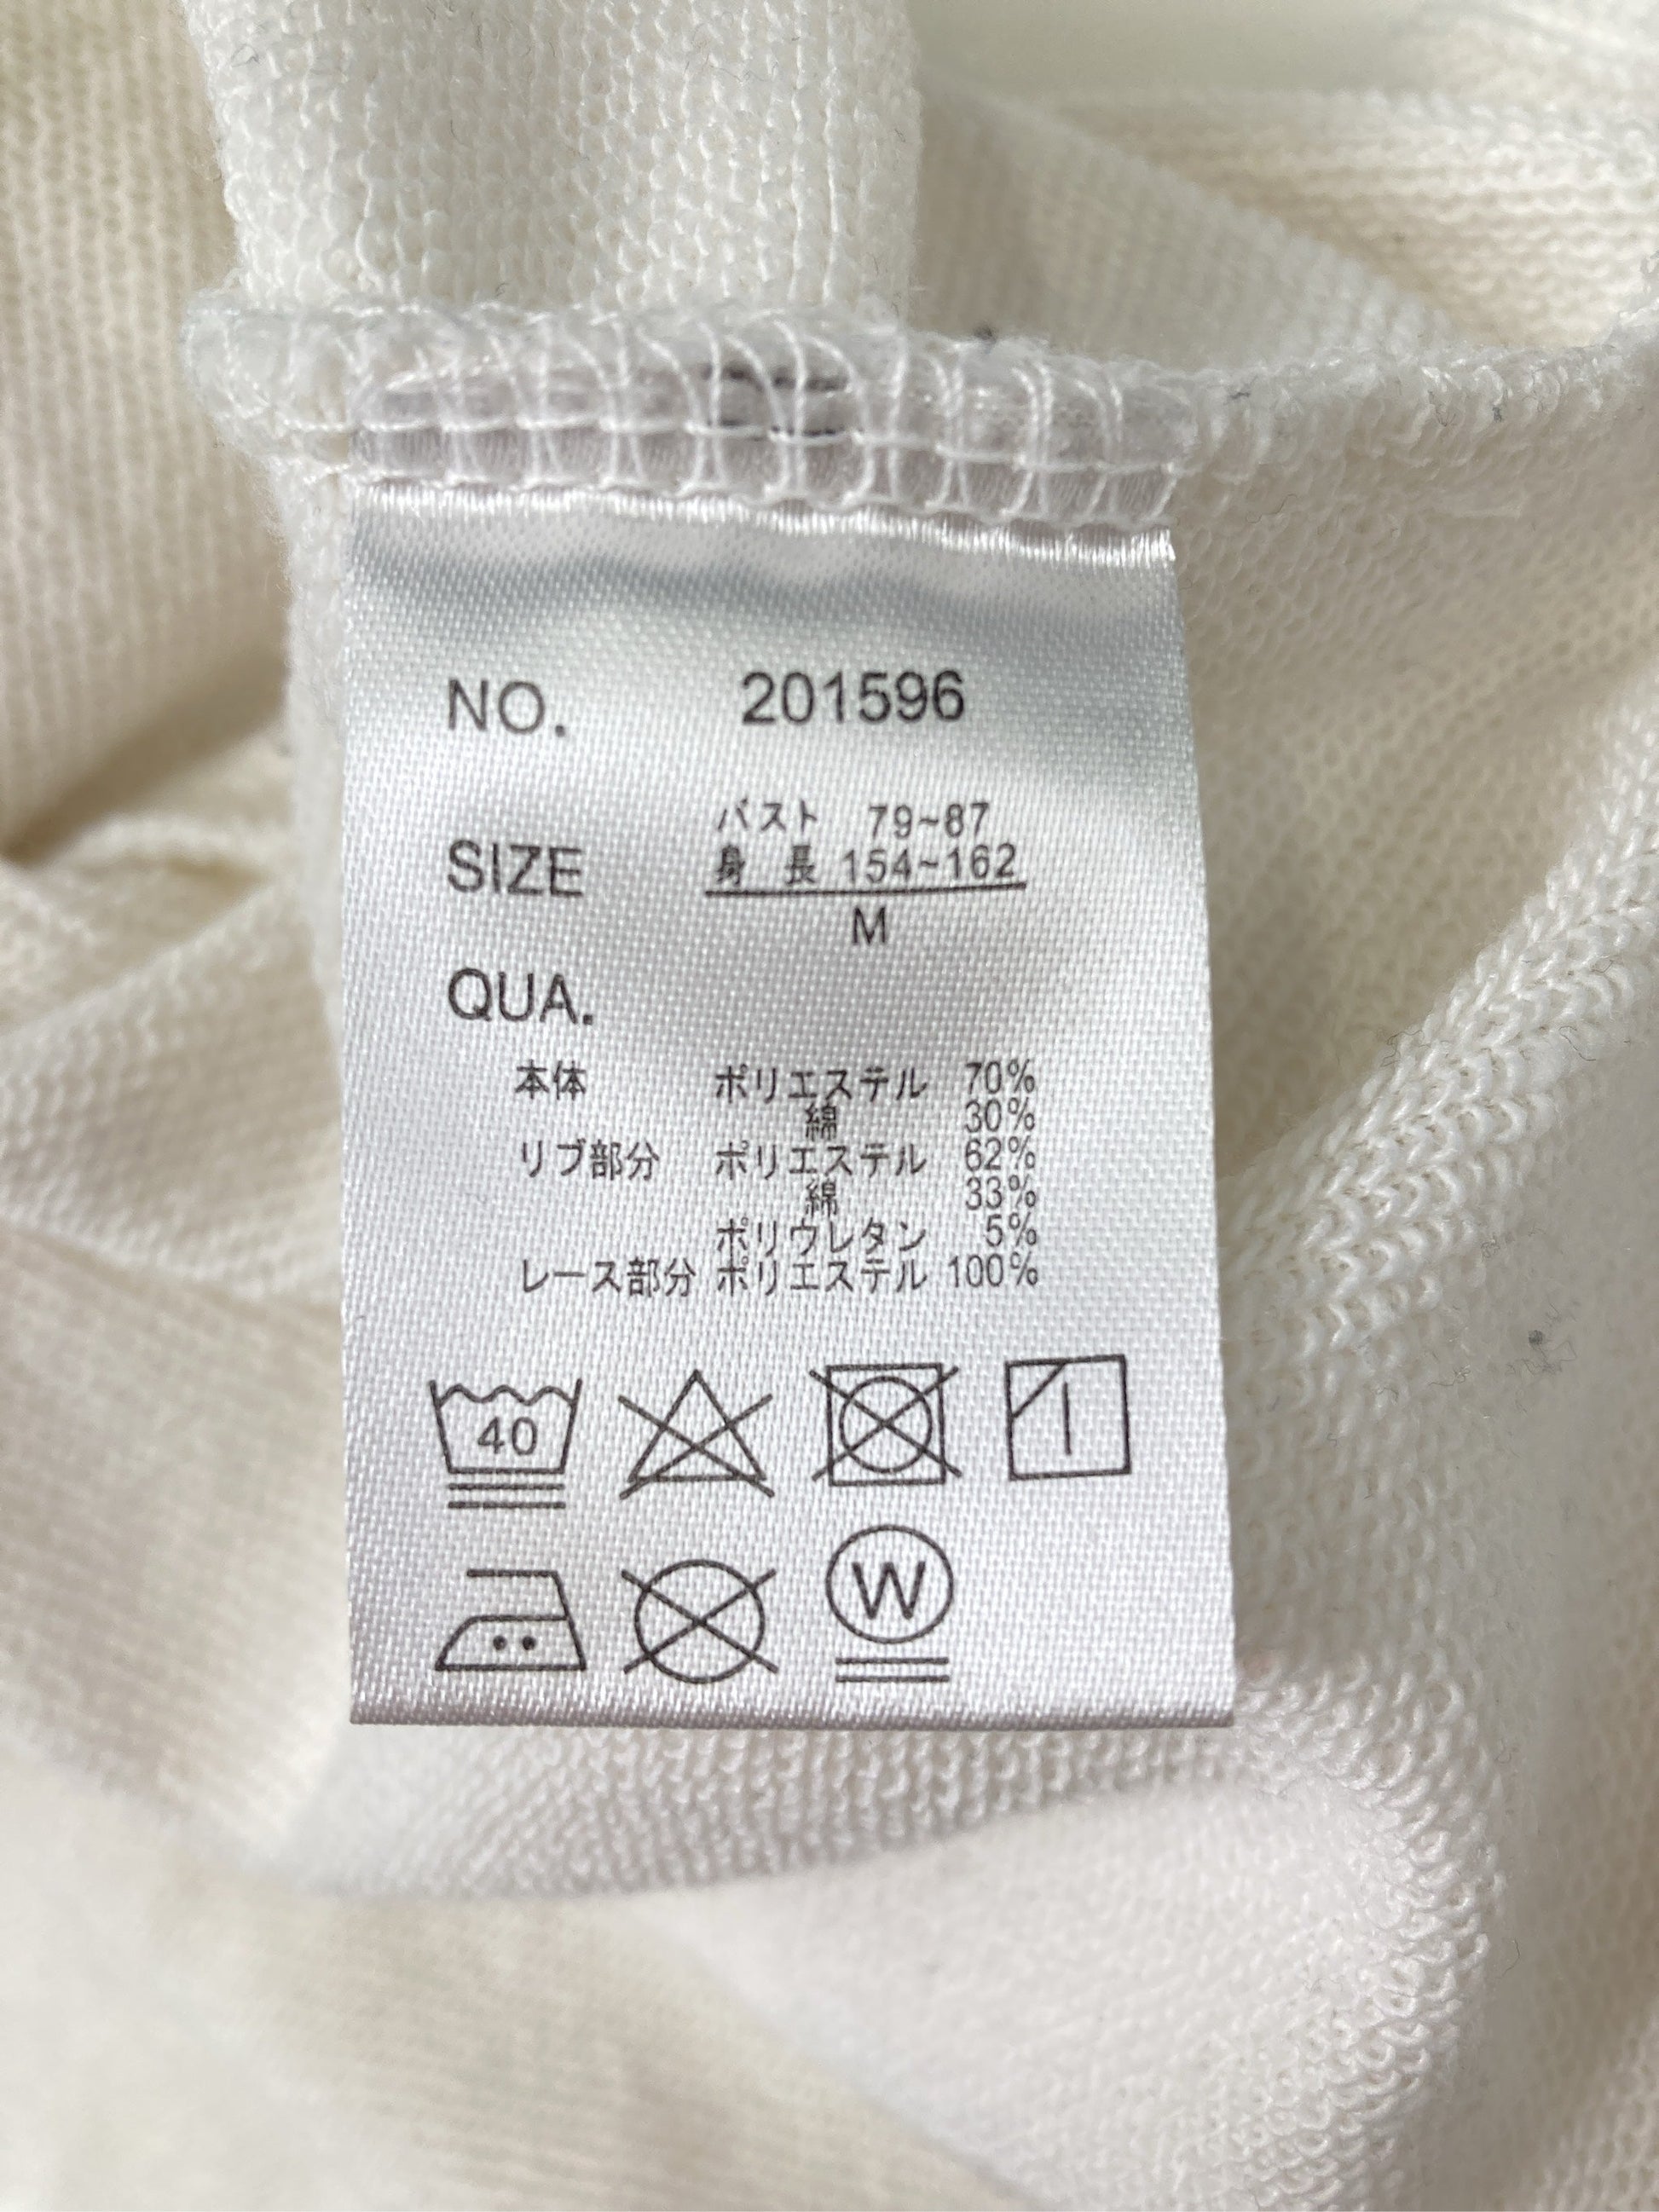 NO. 201596
バスト 79~87
SIZE 身 長 154~162
M
QUA.
本体 ポリエステル 70%
綿 30%
リブ部分 ポリエステル 62%
綿 33%
ポリウレタン 5%
レース部分 ポリエステル 100%
40
W